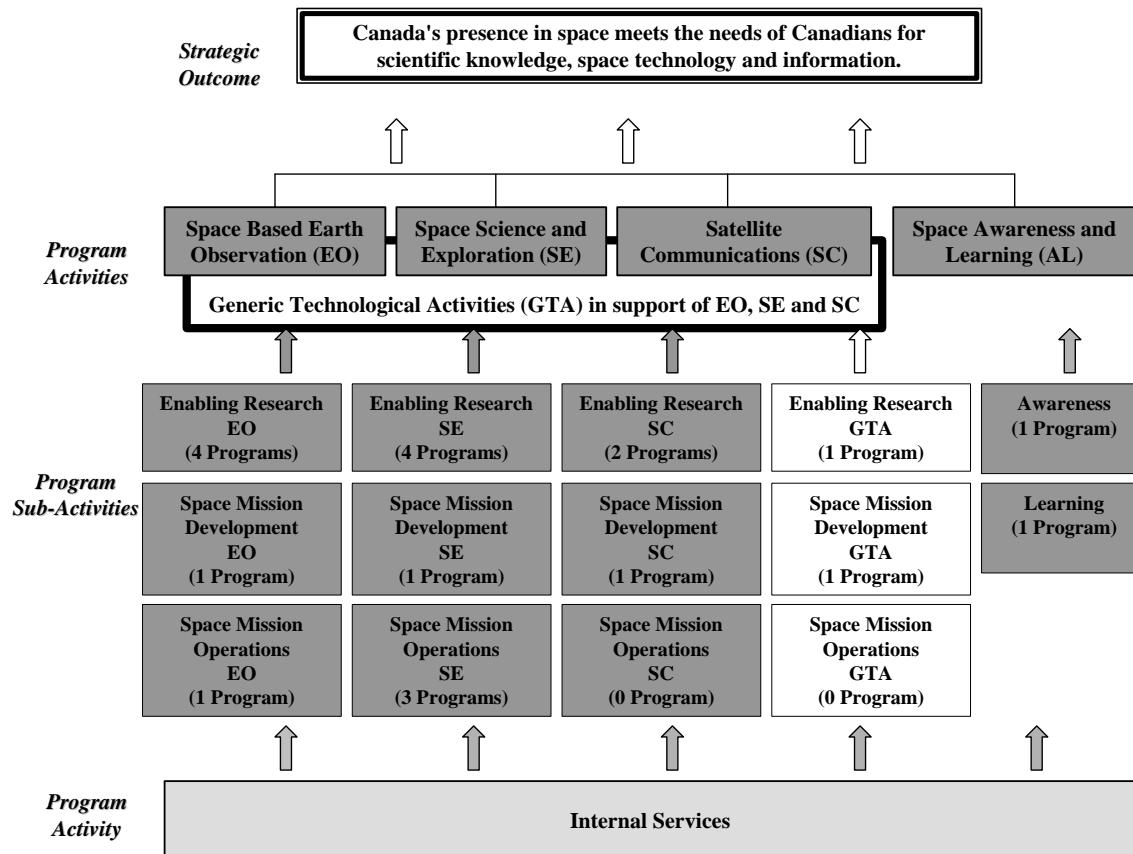 Strategic
Outcome
Canada's presence in space meets the needs of Canadians for
scientific knowledge, space technology and information.
Program
Activities
Space Based Earth
Observation (EO)
Space Science and
Exploration (SE)
Satellite
Communications (SC)
Space Awareness and
Learning (AL)
Generic Technological Activities (GTA) in support of EO, SE and SC
Program
Sub-Activities
Enabling Research
EO
(4 Programs)
Enabling Research
SE
(4 Programs)
Enabling Research
SC
(2 Programs)
Enabling Research
GTA
(1 Program)
Awareness
(1 Program)
Space Mission
Development
EO
(1 Program)
Space Mission
Development
SE
(1 Program)
Space Mission
Development
SC
(1 Program)
Space Mission
Development
GTA
(1 Program)
Learning
(1 Program)
Space Mission
Operations
EO
(1 Program)
Space Mission
Operations
SE
(3 Programs)
Space Mission
Operations
SC
(0 Program)
Space Mission
Operations
GTA
(0 Program)
Program
Activity
Internal Services